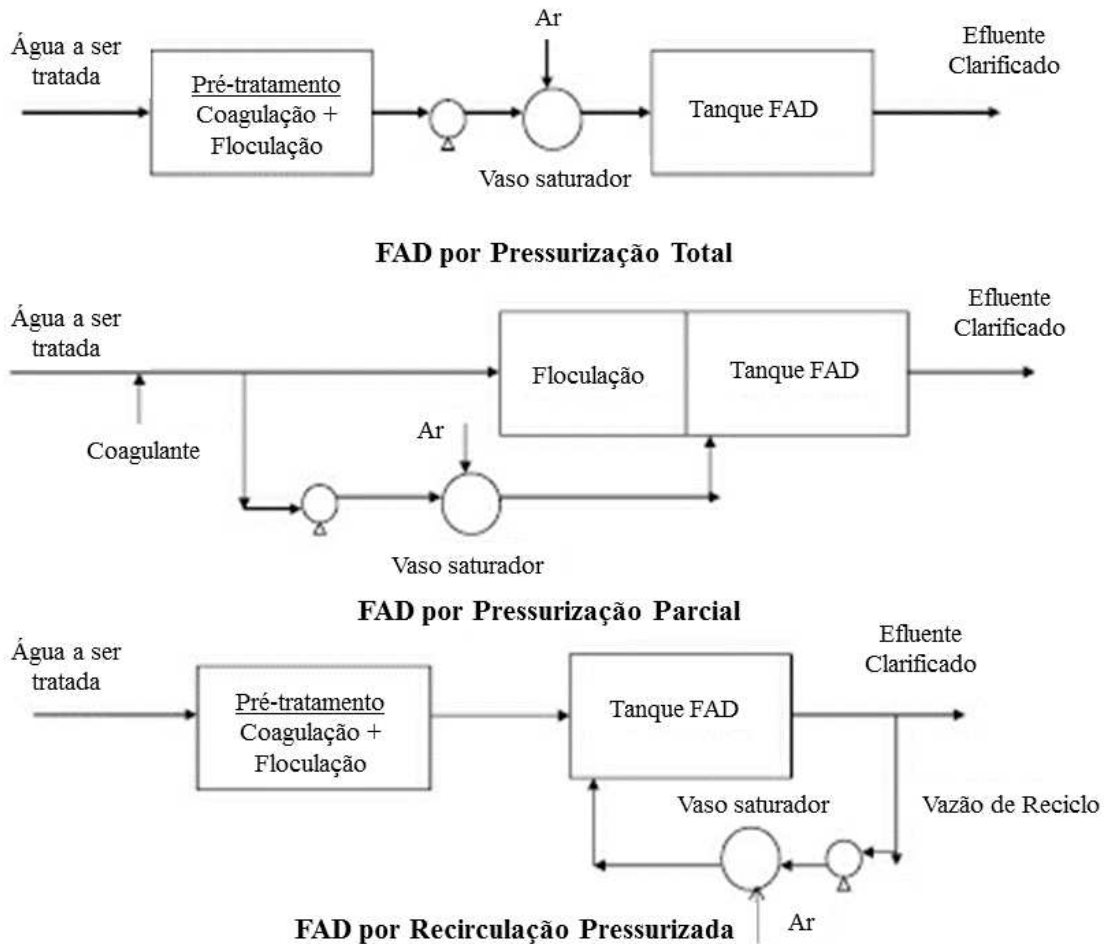 Ar
Água a ser
tratada
Pré-tratamento
Coagulação +
Floculação
Vaso saturador
Tanque FAD
Efluente
Clarificado
FAD por Pressurização Total
Água a ser
tratada
Coagulante
Ar
Vaso saturador
Floculação
Tanque FAD
Efluente
Clarificado
FAD por Pressurização Parcial
Água a ser
tratada
Pré-tratamento
Coagulação +
Floculação
Tanque FAD
Efluente
Clarificado
Vaso saturador
Vazão de Reciclo
Ar
FAD por Recirculação Pressurizada